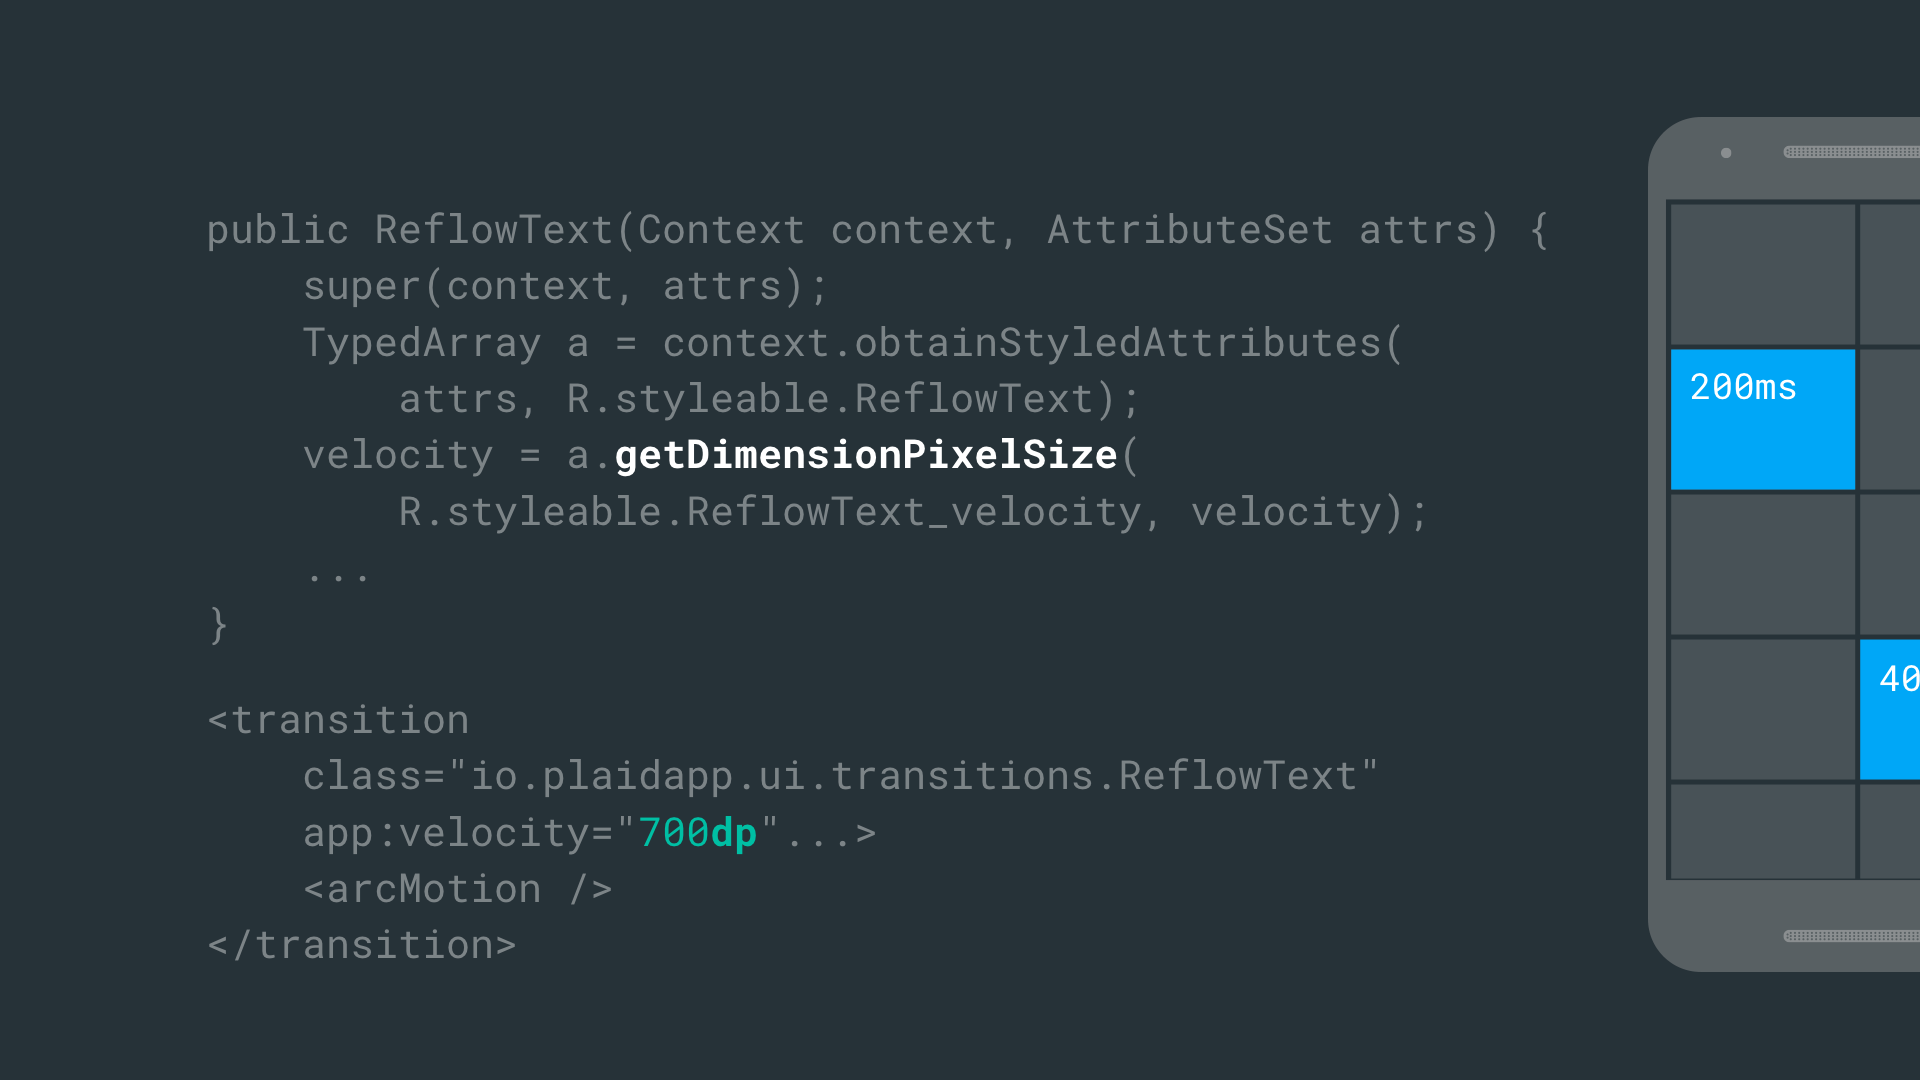 public ReflowText(Context context, AttributeSet attrs) {
    super(context, attrs);
    TypedArray a = context.obtainStyledAttributes(
        attrs, R.styleable.ReflowText);
    velocity = a.getDimensionPixelSize(
        R.styleable.ReflowText_velocity, velocity);
    ...
}
<transition
    class="io.plaidapp.ui.transitions.ReflowText"
    app:velocity="700dp"...>
    <arcMotion />
</transition>
200ms
40